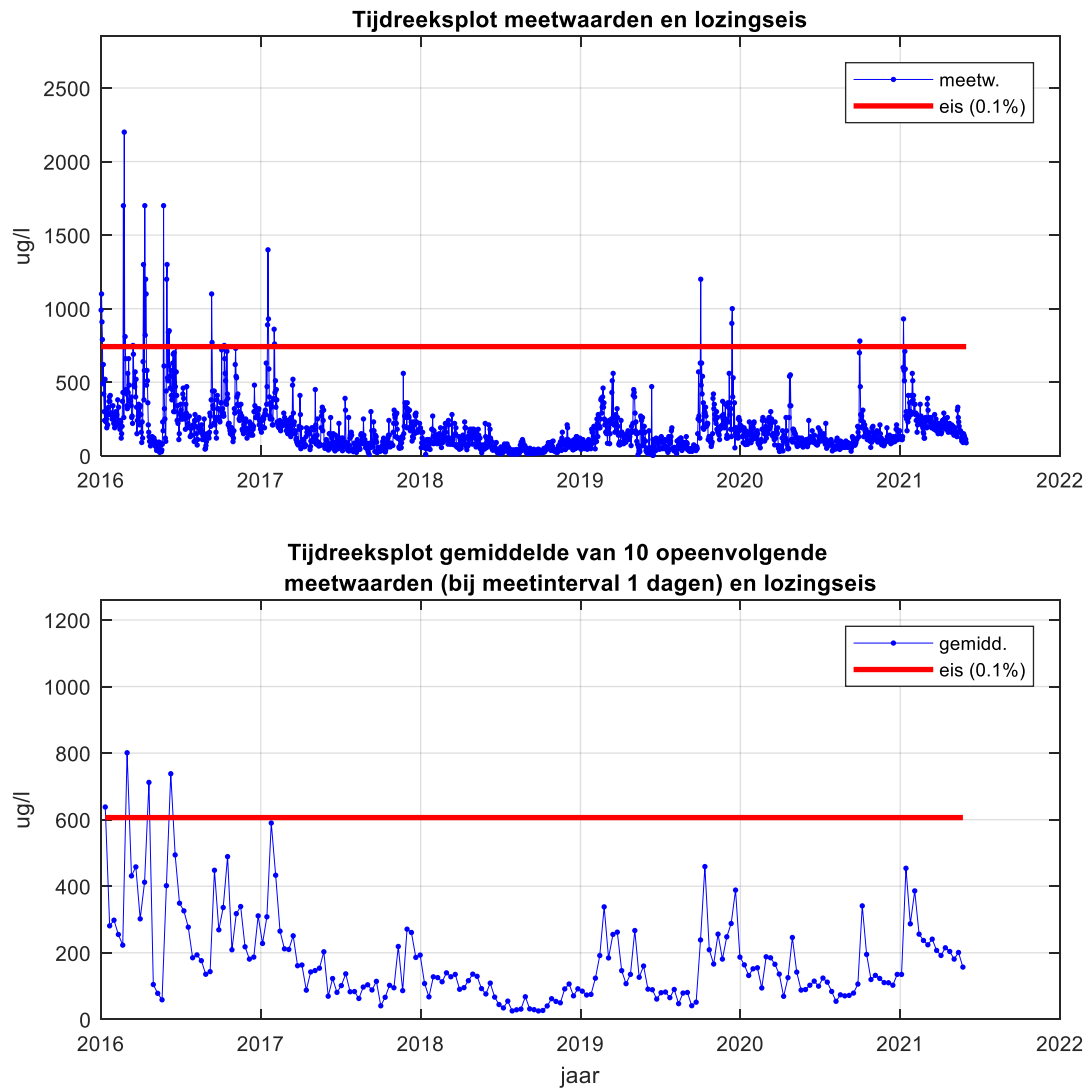 Tijdreeksplot meetwaarden en lozingseis
2500
2000
1500
1000
500
0
ug/l
meetw.
eis (0.1%)
2016 2017 2018 2019 2020 2021 2022
Tijdreeksplot gemiddelde van 10 opeenvolgende
meetwaarden (bij meetinterval 1 dagen) en lozingseis
1200
1000
800
600
400
200
0
ug/l
gemidd.
eis (0.1%)
2016 2017 2018 2019 2020 2021 2022
jaar